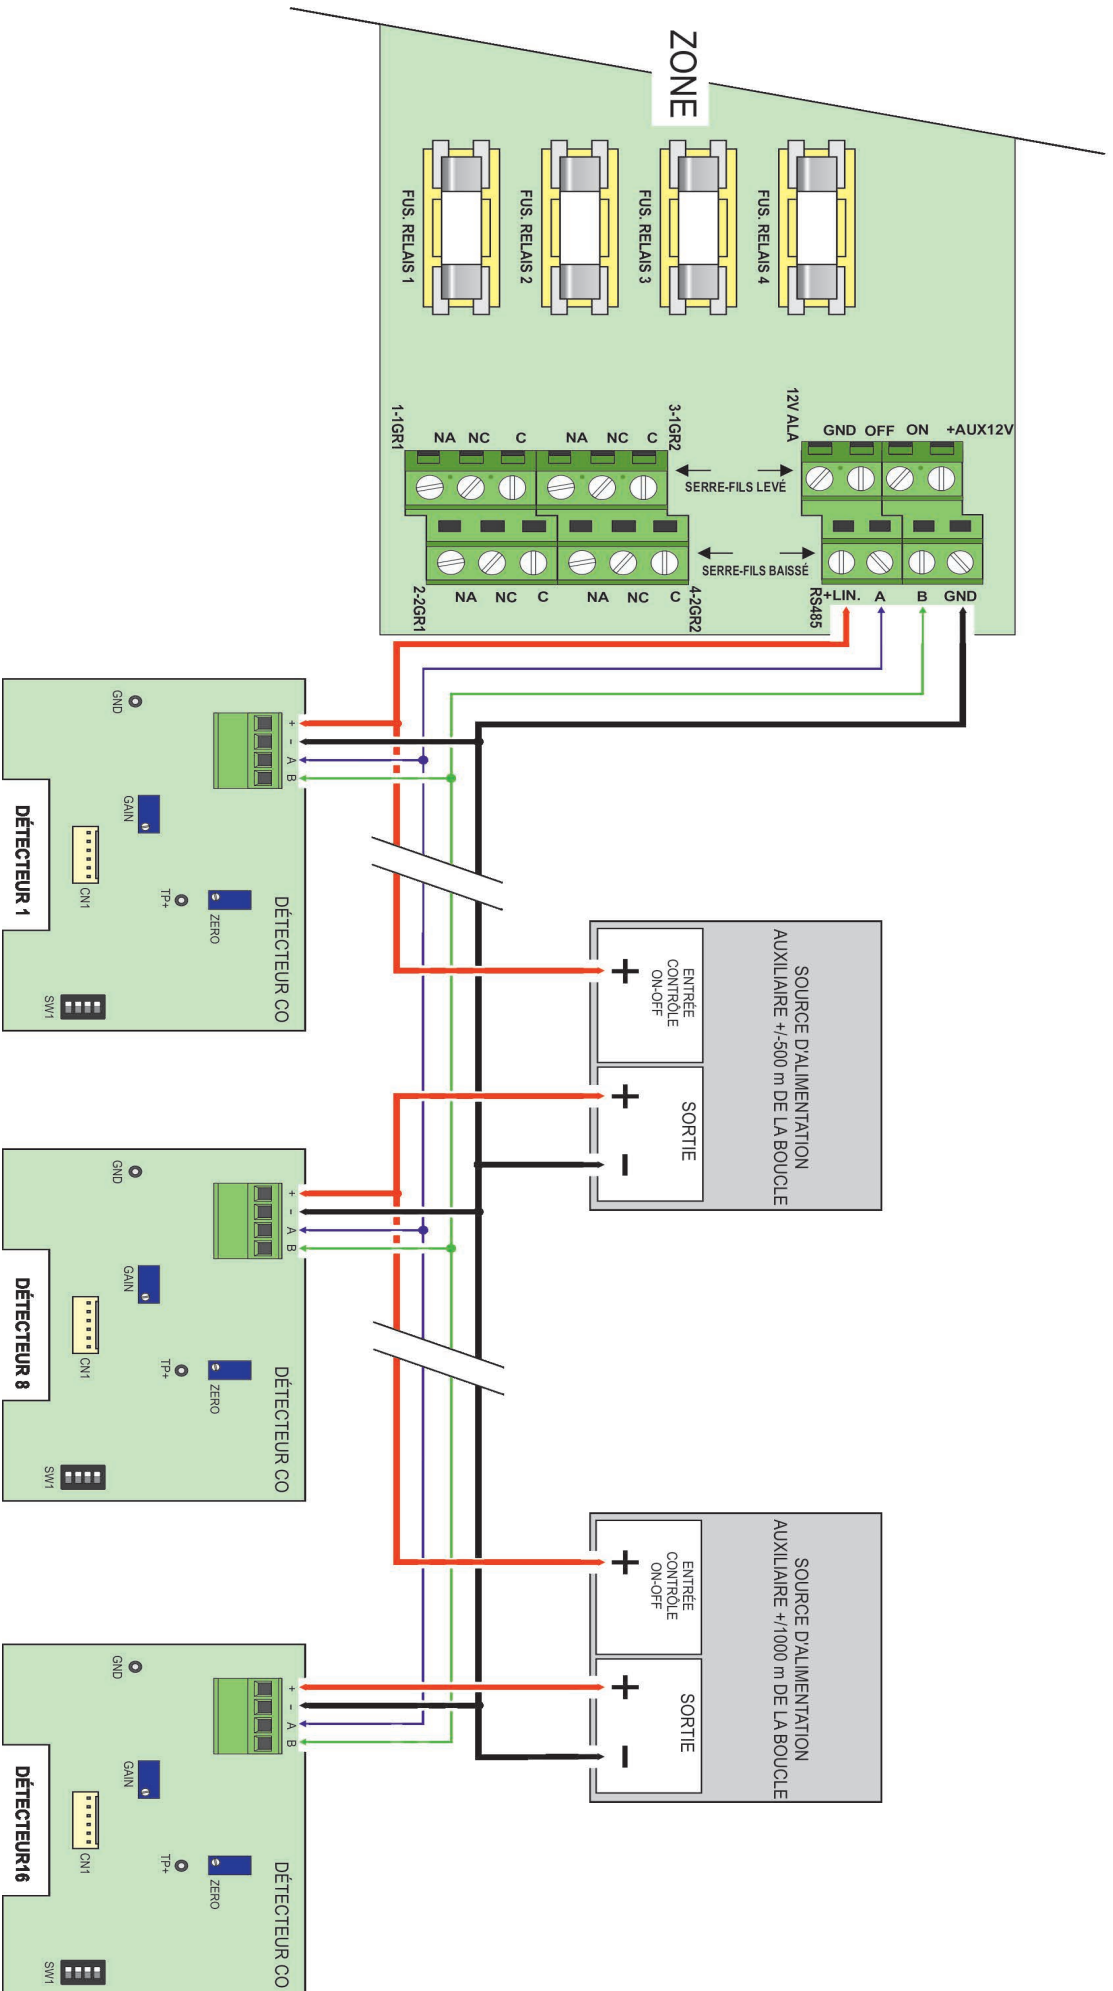 ZONE
FUS. RELAIS 1
FUS. RELAIS 2
FUS. RELAIS 3
FUS. RELAIS 4
1-1GR1
NA NC C
NA NC C
3-1GR2
12V ALA
GND OFF ON +AUX12V
SERRE-FILS LEVÉ
SERRE-FILS BAISSÉ
2-2GR1
NA NC C
NA NC C
4-2GR2
RS485
+LIN. A B GND
GND
+
-
A
B
GAIN
CN1
TP+
ZERO
SW1
DÉTECTEUR CO
DÉTECTEUR 1
SOURCE D'ALIMENTATION
AUXILIAIRE +/-500 m DE LA BOUCLE
ENTRÉE
CONTRÔLE
ON-OFF
+
SORTIE
+
-
GND
+
-
A
B
GAIN
CN1
TP+
ZERO
SW1
DÉTECTEUR CO
DÉTECTEUR 8
SOURCE D'ALIMENTATION
AUXILIAIRE +/1000 m DE LA BOUCLE
ENTRÉE
CONTRÔLE
ON-OFF
+
SORTIE
+
-
GND
+
-
A
B
GAIN
CN1
TP+
ZERO
SW1
DÉTECTEUR CO
DÉTECTEUR16